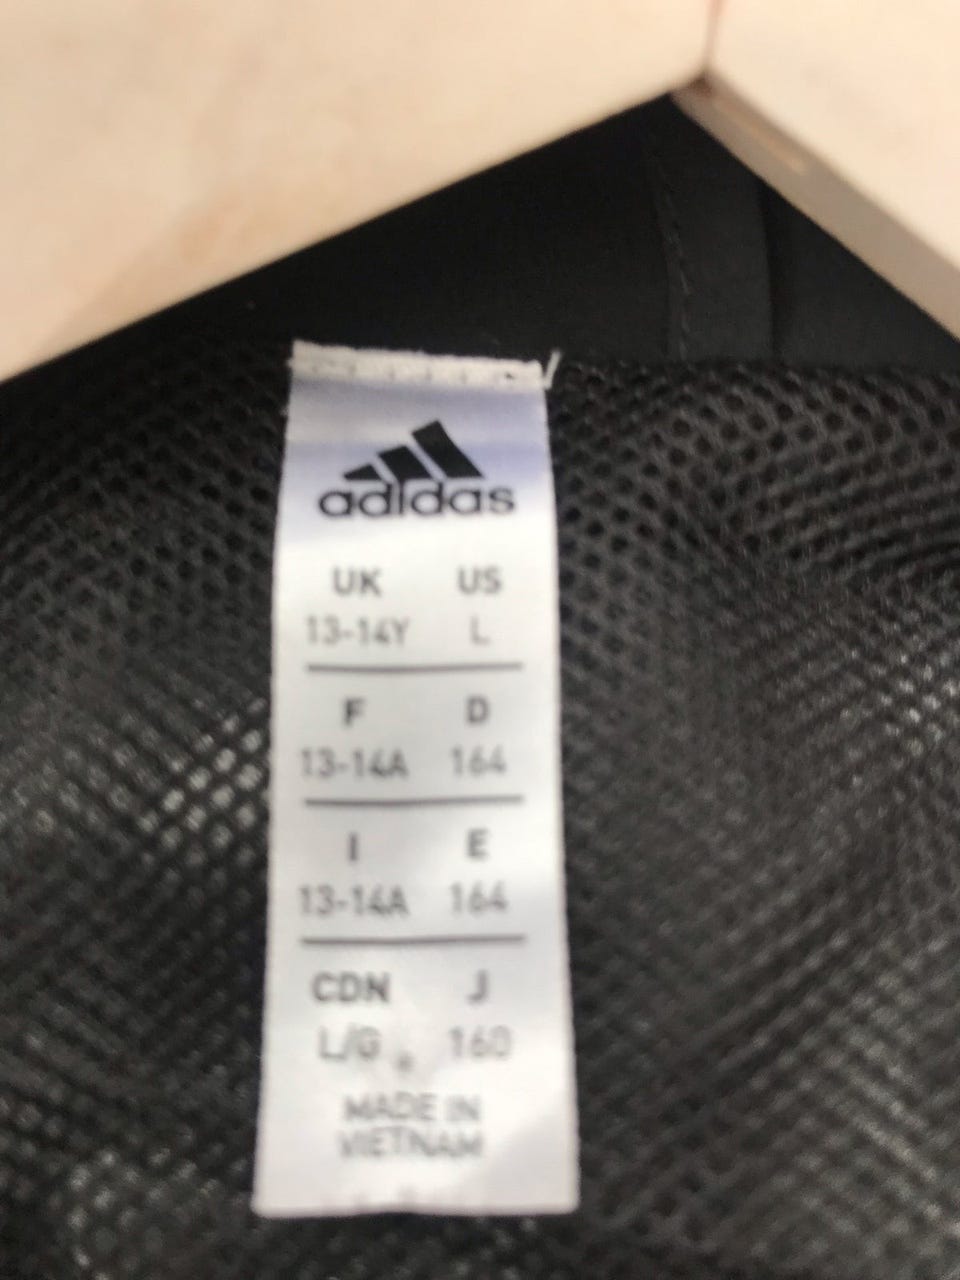 adidas
UK US
13-14Y L
F D
13-14A 164
I E
13-14A 164
CDN J
L/G 160
MADE IN
VIETNAM